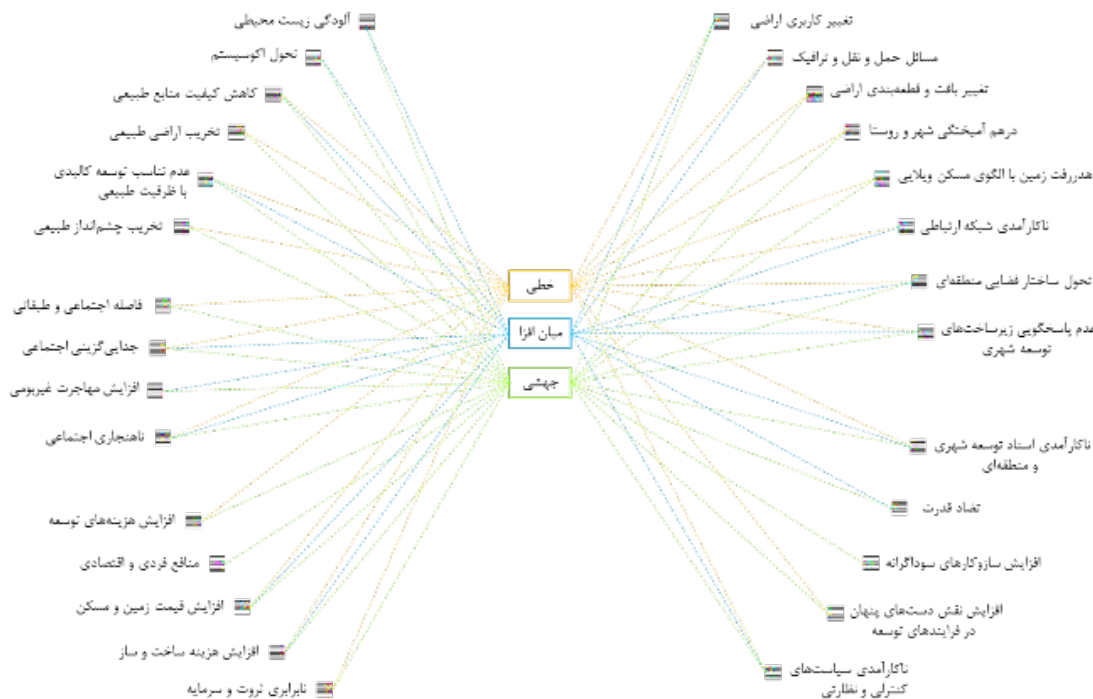 تغییر کاربری اراضی
مسائل حمل و نقل و ترافیک
تغییر بافت و قطعه‌بندی اراضی
درهم آمیختگی شهر و روستا
هدررفت زمین با الگوی مسکن ویلایی
ناکارآمدی شبکه ارتباطی
تحول ساختار فضایی منطقه‌ای
عدم پاسخگویی زیرساخت‌های
توسعه شهری
ناکارآمدی اسناد توسعه شهری
و منطقه‌ای
تضاد قدرت
افزایش سازوکارهای سوداگرانه
افزایش نقش دست‌های پنهان
در فرایندهای توسعه
ناکارآمدی سیاست‌های
کنترلی و نظارتی
خطی
میان افزا
جهشی
آلودگی زیست محیطی
تحول اکوسیستم
کاهش کیفیت منابع طبیعی
تخریب اراضی طبیعی
عدم تناسب توسعه کالبدی
با ظرفیت طبیعی
تخریب چشم‌انداز طبیعی
فاصله اجتماعی و طبقاتی
جدایی‌گزینی اجتماعی
افزایش مهاجرت غیربومی
ناهنجاری اجتماعی
افزایش هزینه‌های توسعه
منافع فردی و اقتصادی
افزایش قیمت زمین و مسکن
افزایش هزینه ساخت و ساز
نابرابری ثروت و سرمایه